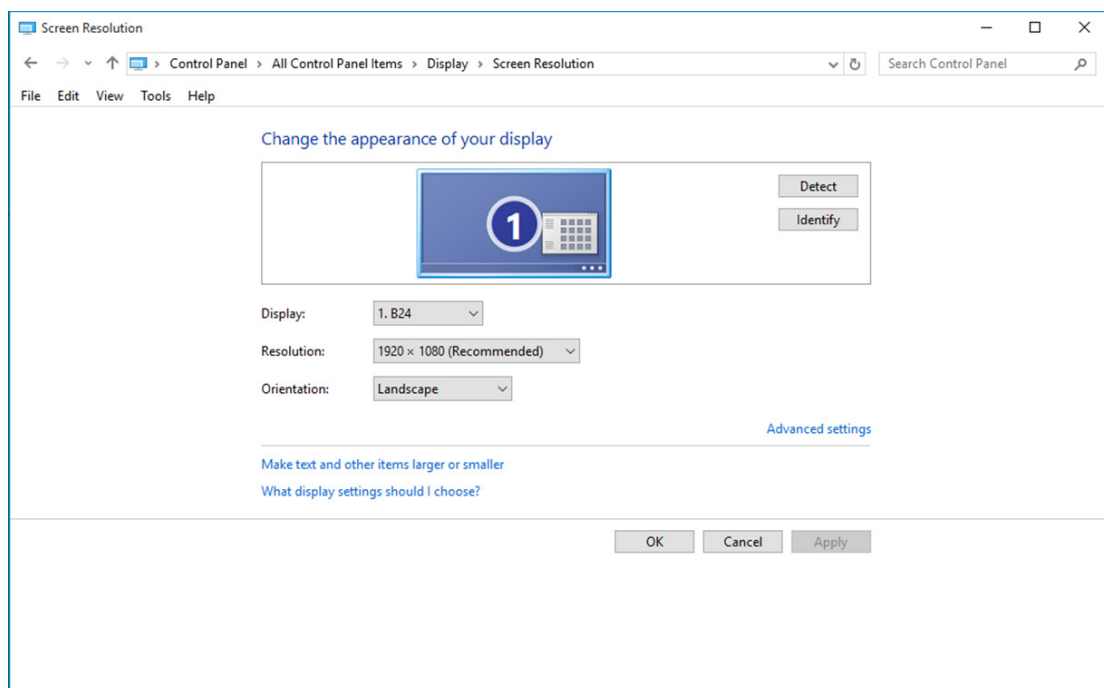 Screen Resolution
Control Panel > All Control Panel Items > Display > Screen Resolution
Search Control Panel
File Edit View Tools Help
Change the appearance of your display
1
Detect
Identify
Display: 1. B24
Resolution: 1920 × 1080 (Recommended)
Orientation: Landscape
Advanced settings
Make text and other items larger or smaller
What display settings should I choose?
OK Cancel Apply